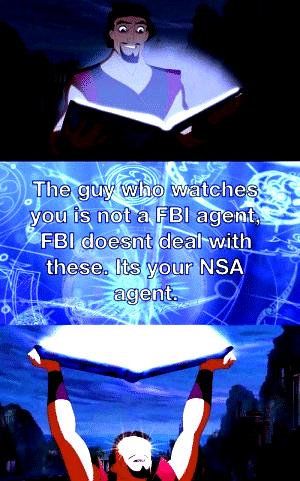 The guy who watches
you is not a FBI agent,
FBI doesnt deal with
these. Its your NSA
agent.